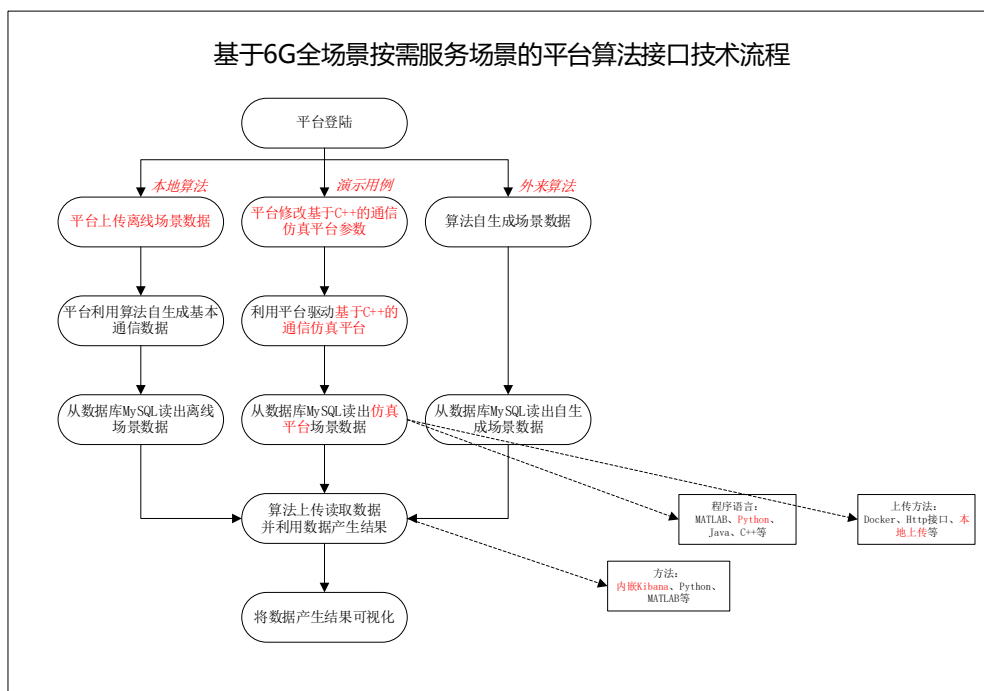 基于6G全场景按需服务场景的平台算法接口技术流程
平台登陆
本地算法
演示用例
外来算法
平台上传离线场景数据
平台修改基于C++的通信
仿真平台参数
算法自生成场景数据
平台利用算法自生成基本
通信数据
利用平台驱动基于C++的
通信仿真平台
从数据库MySQL读出离线
场景数据
从数据库MySQL读出仿真
平台场景数据
从数据库MySQL读出自生
成场景数据
算法上传读取数据
并利用数据产生结果
程序语言：
MATLAB、Python、
Java、C++等
上传方法：
Docker、Http接口、本
地上传等
方法：
内嵌Kibana、Python、
MATLAB等
将数据产生结果可视化